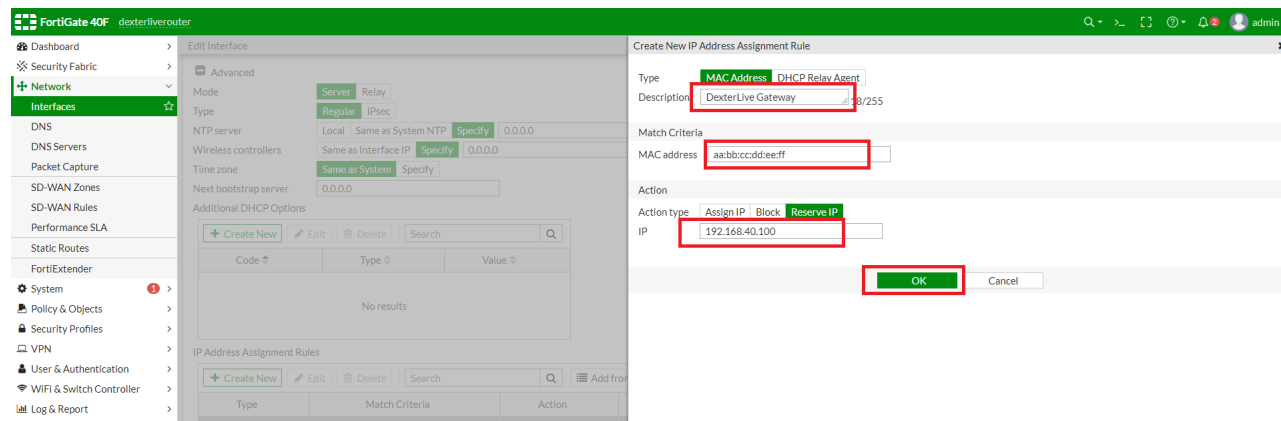 FortiGate 40F dexterliverouter
2 admin
Dashboard
Security Fabric
Network
Interfaces
DNS
DNS Servers
Packet Capture
SD-WAN Zones
SD-WAN Rules
Performance SLA
Static Routes
FortiExtender
System 1
Policy & Objects
Security Profiles
VPN
User & Authentication
WiFi & Switch Controller
Log & Report
Edit Interface
Advanced
Mode Server Relay
Type Regular IPsec
NTP server Local Same as System NTP Specify 0.0.0.0
Wireless controllers Same as Interface IP Specify 0.0.0.0
Time zone Same as System Specify
Next bootstrap server 0.0.0.0
Additional DHCP Options
+ Create New Edit Delete Search
Code Type Value
No results
IP Address Assignment Rules
+ Create New Edit Delete Search Add from
Type Match Criteria Action
Create New IP Address Assignment Rule
Type MAC Address DHCP Relay Agent
Description DexterLive Gateway 18/255
Match Criteria
MAC address aa:bb:cc:dd:ee:ff
Action
Action type Assign IP Block Reserve IP
IP 192.168.40.100
OK Cancel